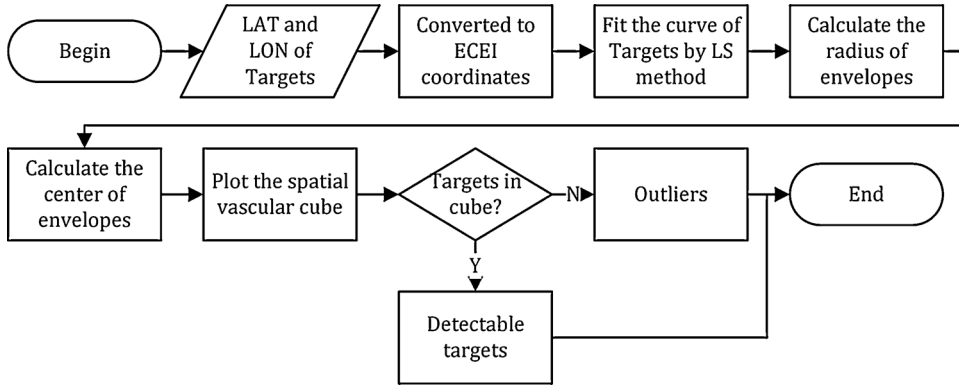 Begin
LAT and
LON of
Targets
Converted to
ECEI
coordinates
Fit the curve of
Targets by LS
method
Calculate the
radius of
envelopes
Calculate the
center of
envelopes
Plot the spatial
vascular cube
Targets in
cube?
N
Outliers
End
Y
Detectable
targets